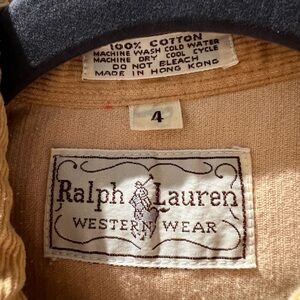 100% COTTON
MACHINE WASH COLD WATER
MACHINE DRY COOL CYCLE
DO NOT BLEACH
MADE IN HONG KONG
4
Ralph Lauren
WESTERN WEAR